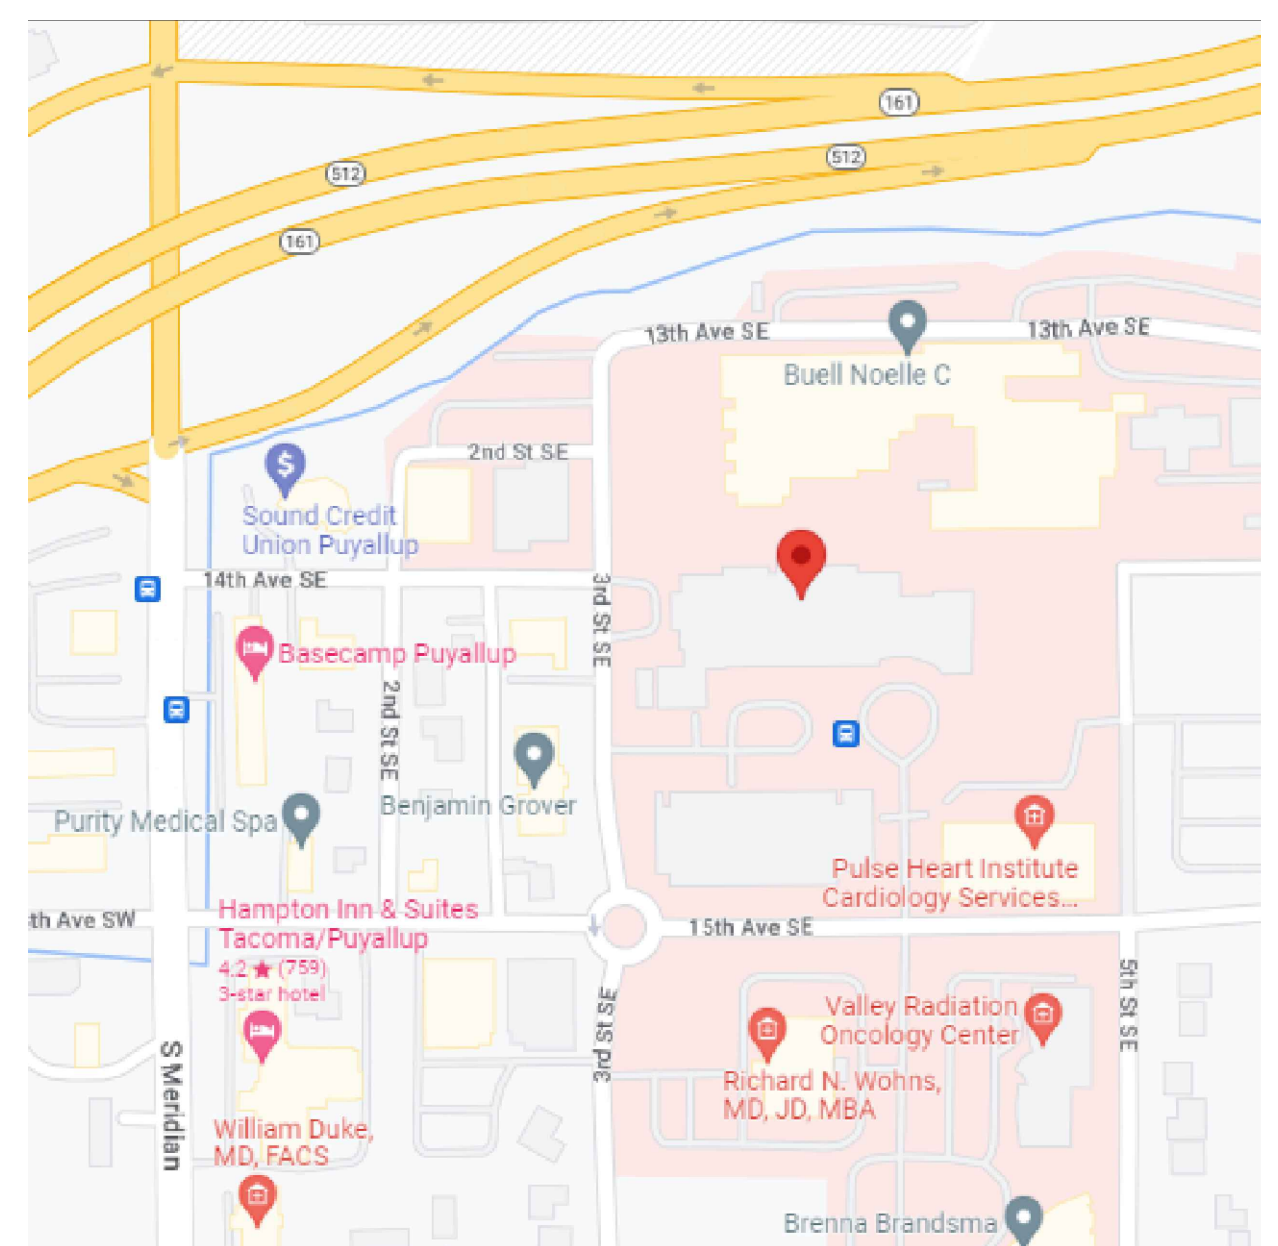 161
512
512
161
13th Ave SE
13th Ave SE
Buell Noelle C
2nd St SE
Sound Credit
Union Puyallup
14th Ave SE
3rd St SE
Basecamp Puyallup
2nd St SE
Benjamin Grover
Purity Medical Spa
Pulse Heart Institute
Cardiology Services...
th Ave SW
Hampton Inn & Suites
Tacoma/Puyallup
4.2 ★ (759)
3-star hotel
15th Ave SE
5th St SE
3rd St SE
Valley Radiation
Oncology Center
S Meridian
Richard N. Wohns,
MD, JD, MBA
William Duke,
MD, FACS
Brenna Brandsma